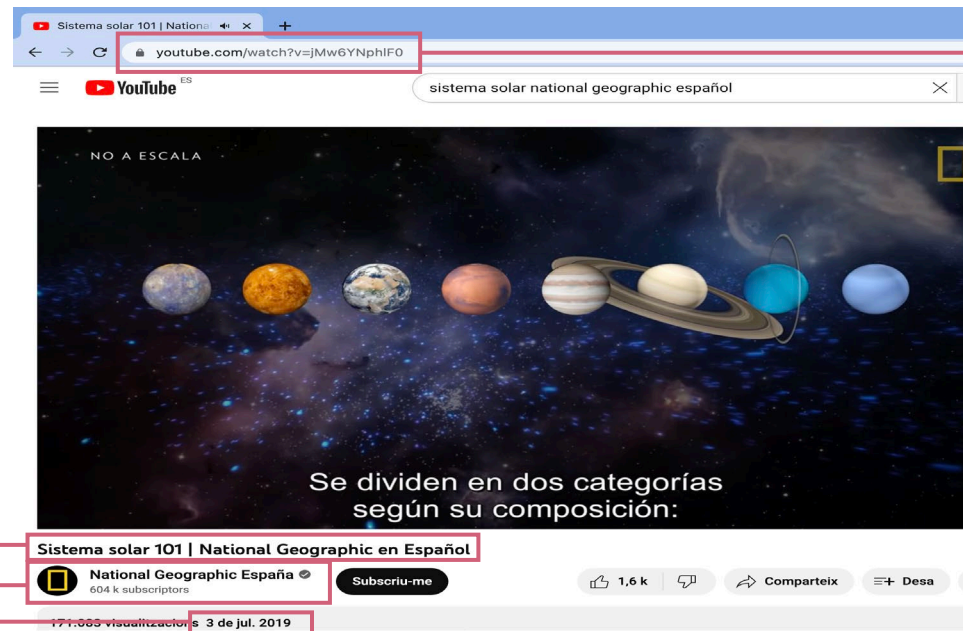 Sistema solar 101 | Nationa
youtube.com/watch?v=jMw6YNphlF0
YouTube ES
sistema solar national geographic español
NO A ESCALA
Se dividen en dos categorías
según su composición:
Sistema solar 101 | National Geographic en Español
National Geographic España
604 k subscriptors
Subscriu-me
1,6 k
Comparteix
Desa
visualitzacions 3 de jul. 2019